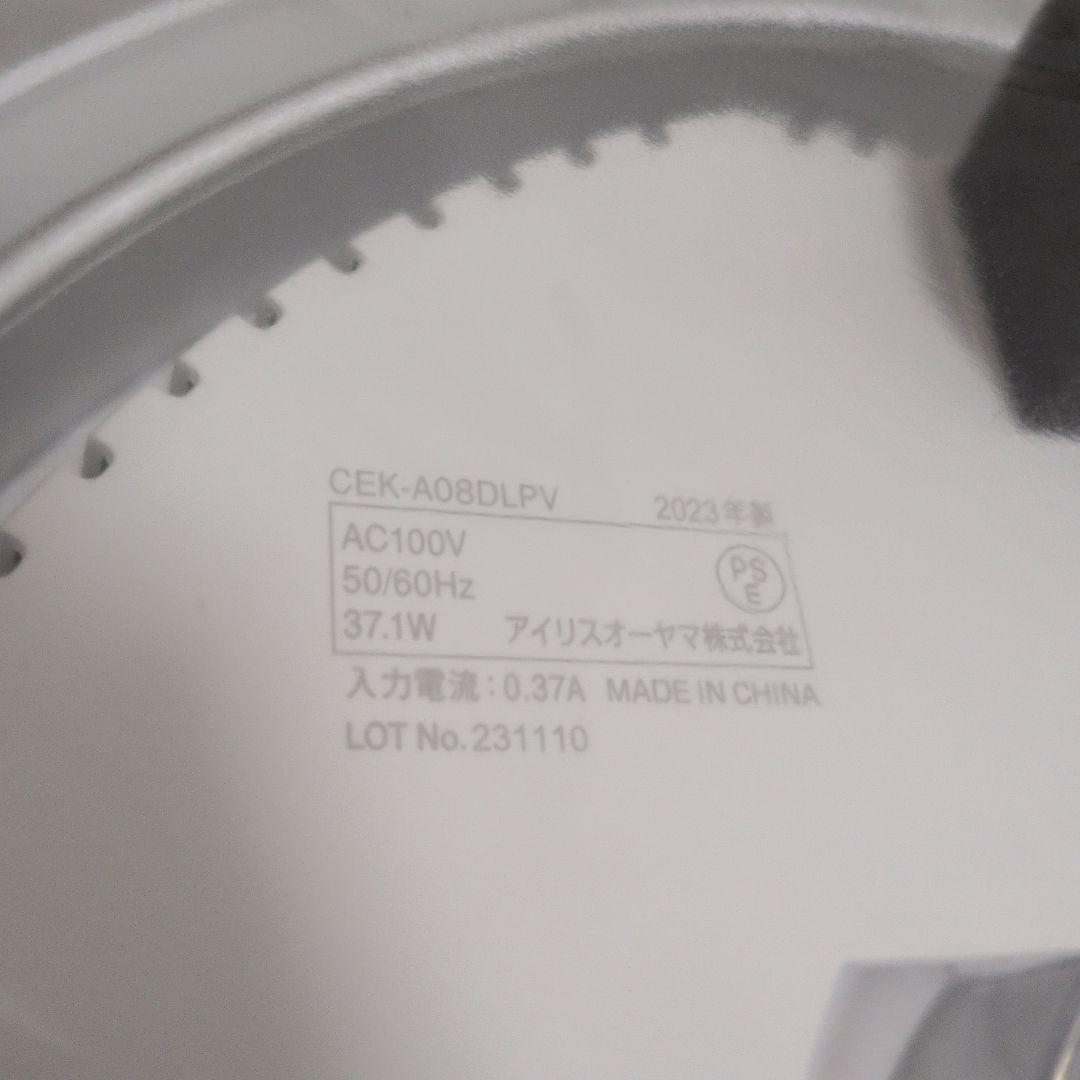 CEK-A08DLPV 2023年製
AC100V
50/60Hz
PS
E
37.1W アイリスオーヤマ株式会社
入力電流:0.37A MADE IN CHINA
LOT No.231110